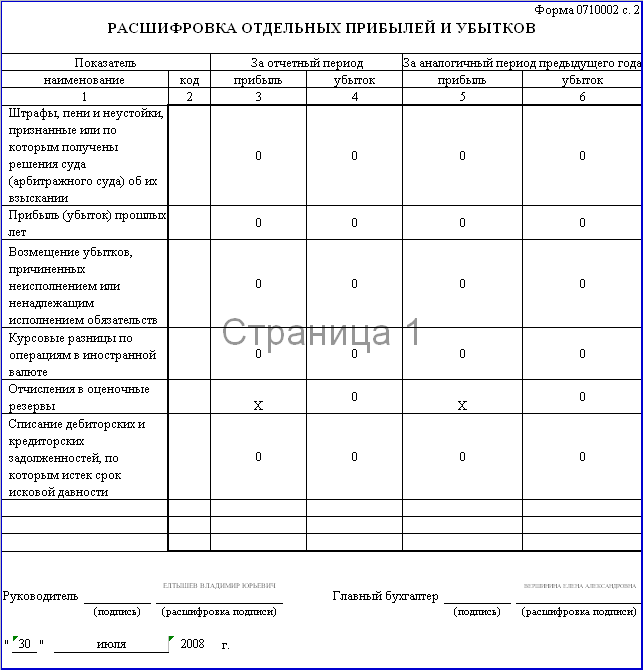 Форма 0710002 с. 2
РАСШИФРОВКА ОТДЕЛЬНЫХ ПРИБЫЛЕЙ И УБЫТКОВ
Показатель За отчетный период За аналогичный период предыдущего года
наименование код прибыль убыток прибыль убыток
1 2 3 4 5 6
Штрафы, пени и неустойки,
признанные или по
которым получены
решения суда 0 0 0 0
(арбитражного суда) об их
взыскании
Прибыль (убыток) прошлых
лет 0 0 0 0
Возмещение убытков,
причиненных
неисполнением или 0 0 0 0
ненадлежащим
исполнением обязательств
Страница 1
Курсовые разницы по
операциям в иностранной 0 0 0 0
валюте
Отчисления в оценочные
резервы X 0 X 0
Списание дебиторских и
кредиторских
задолженностей, по 0 0 0 0
которым истек срок
исковой давности
ЕЛТЫШЕВ ВЛАДИМИР ЮРЬЕВИЧ ВЕРШИНИНА ЕЛЕНА АЛЕКСАНДРОВНА
Руководитель Главный бухгалтер
(подпись) (расшифровка подписи) (подпись) (расшифровка подписи)
" 30 " июля 2008 г.